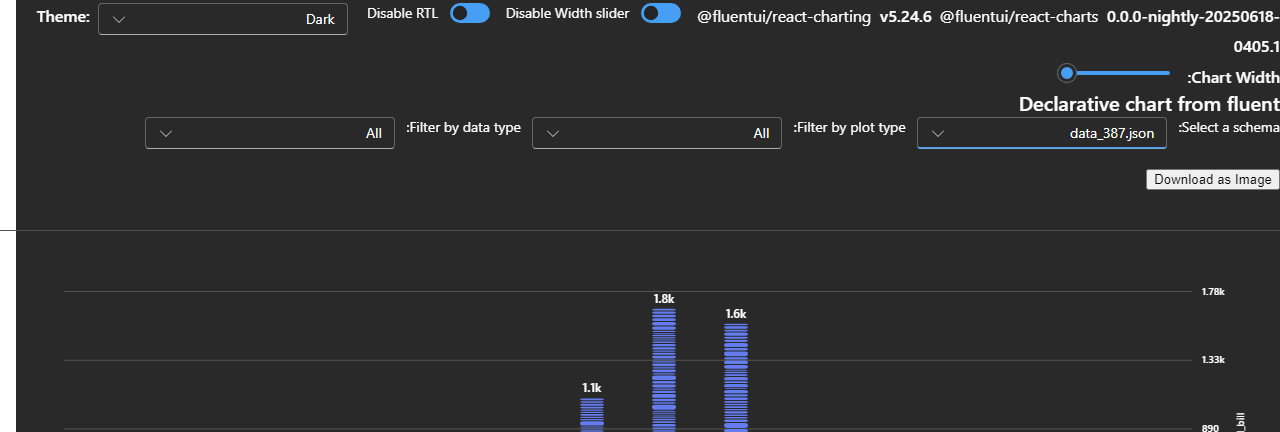 Theme:
Dark
Disable RTL
Disable Width slider
@fluentui/react-charting v5.24.6 @fluentui/react-charts 0.0.0-nightly-20250618-
0405.1
:Chart Width
Declarative chart from fluent
:Select a schema
data_387.json
:Filter by plot type
All
:Filter by data type
All
Download as Image
1.78k
1.8k
1.6k
1.33k
1.1k
890